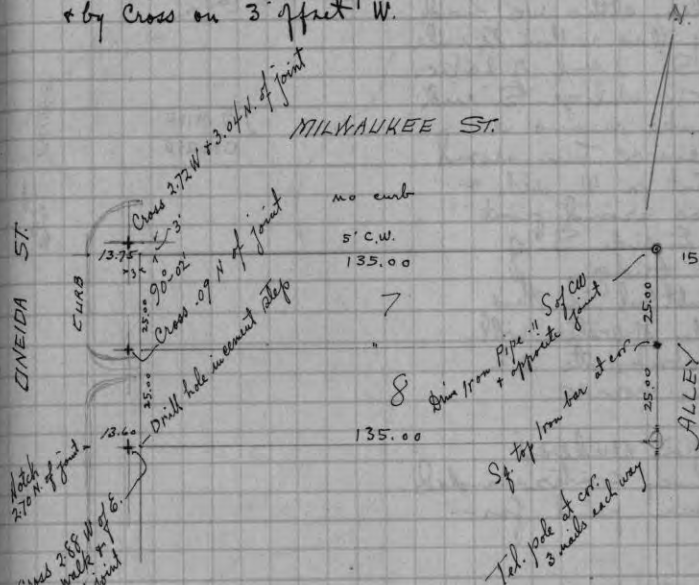 + by Cross on 3' offset W.
N.
Cross 2.72 W + 3.04 N. of joint
MILWAUKEE ST.
no curb
5' C.W.
3'
13.75
3
135.00
15
90°-02'
ONEIDA ST.
CURB
25.00
Cross .09 N of joint
7
25.00
Drive Iron Pipe .11 S of CW
+ opposite joint
"
25.00
Drill hole in cement step
8
Sq. top Iron bar at cor.
25.00
ALLEY
13.60
135.00
Notch
2.70 N. of joint
Cross 2.88 W of E.
walk &
joint
Tel. pole at cor.
3 nails each way